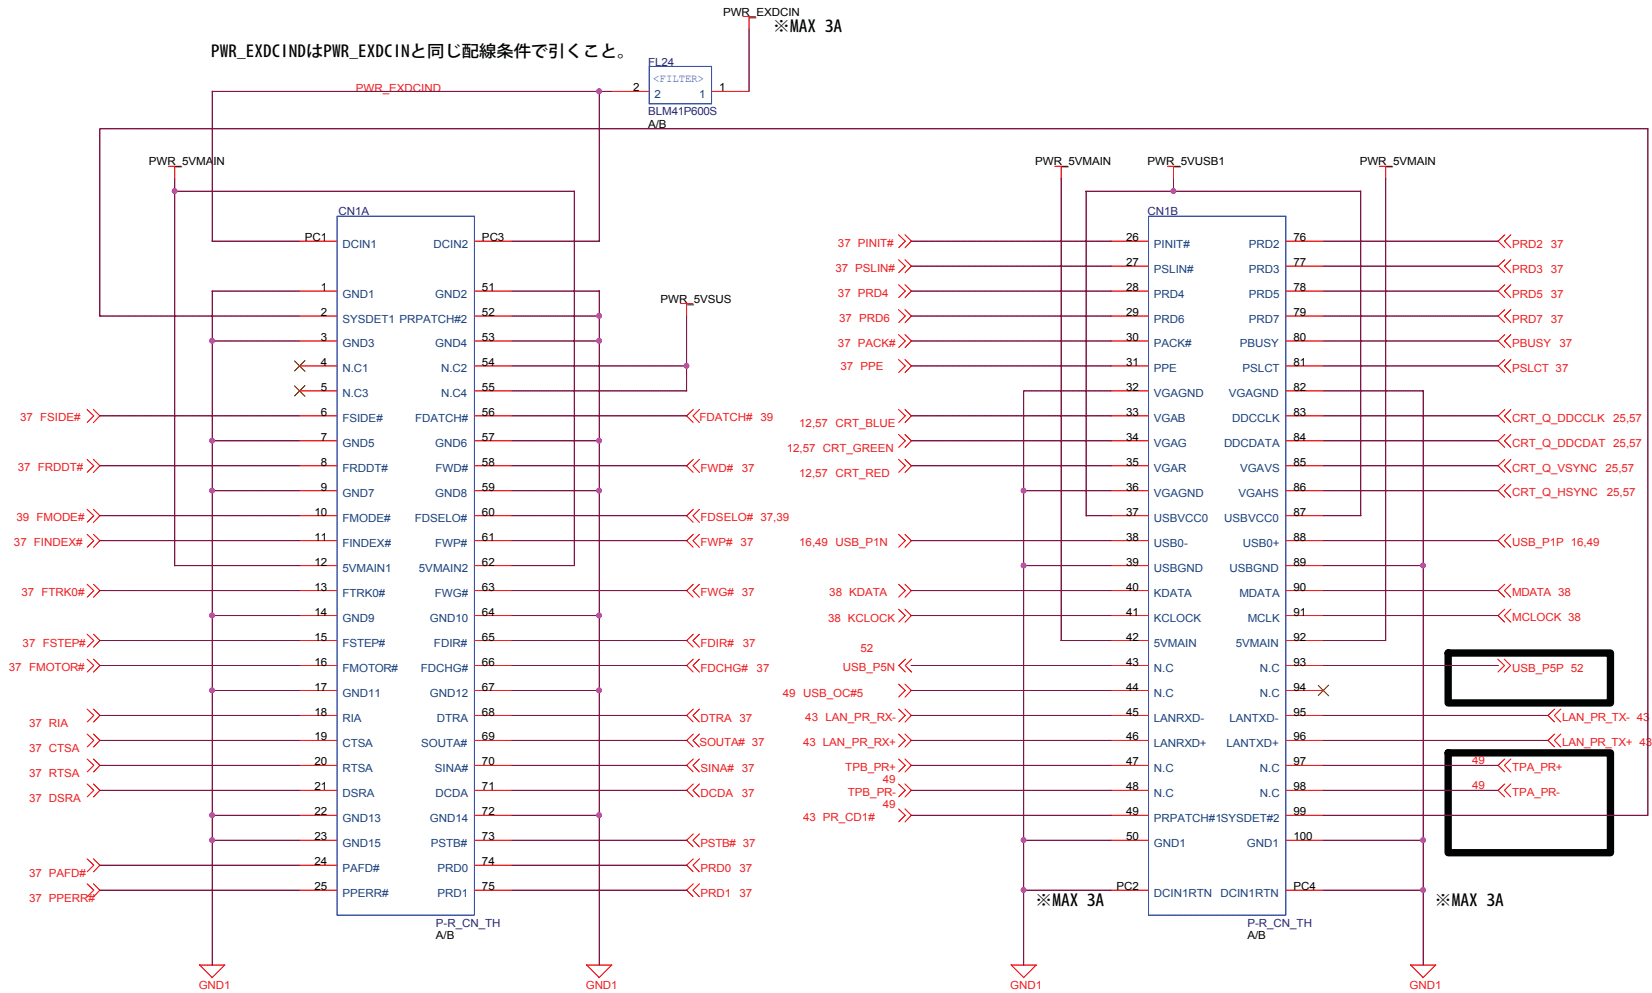 PWR_EXDCIN
※MAX 3A
PWR_EXDCINDはPWR_EXDCINと同じ配線条件で引くこと。
FL24
<FILTER>
PWR_EXDCIND
2 2 1 1
BLM41P600S
A/B
PWR_5VMAIN
PWR_5VMAIN
PWR_5VUSB1
PWR_5VMAIN
PWR_5VSUS
CN1A
PC1 DCIN1 DCIN2 PC3
1 GND1 GND2 51
2 SYSDET1 PRPATCH#2 52
3 GND3 GND4 53
4 N.C1 N.C2 54
5 N.C3 N.C4 55
37 FSIDE# 6 FSIDE# FDATCH# 56 FDATCH# 39
7 GND5 GND6 57
37 FRDDT# 8 FRDDT# FWD# 58 FWD# 37
9 GND7 GND8 59
39 FMODE# 10 FMODE# FDSELO# 60 FDSELO# 37,39
37 FINDEX# 11 FINDEX# FWP# 61 FWP# 37
12 5VMAIN1 5VMAIN2 62
37 FTRK0# 13 FTRK0# FWG# 63 FWG# 37
14 GND9 GND10 64
37 FSTEP# 15 FSTEP# FDIR# 65 FDIR# 37
37 FMOTOR# 16 FMOTOR# FDCHG# 66 FDCHG# 37
17 GND11 GND12 67
37 RIA 18 RIA DTRA 68 DTRA 37
37 CTSA 19 CTSA SOUTA# 69 SOUTA# 37
37 RTSA 20 RTSA SINA# 70 SINA# 37
37 DSRA 21 DSRA DCDA 71 DCDA 37
22 GND13 GND14 72
23 GND15 PSTB# 73 PSTB# 37
37 PAFD# 24 PAFD# PRD0 74 PRD0 37
37 PPERR# 25 PPERR# PRD1 75 PRD1 37
P-R_CN_TH
A/B
GND1
GND1
CN1B
37 PINIT# 26 PINIT# PRD2 76 PRD2 37
37 PSLIN# 27 PSLIN# PRD3 77 PRD3 37
37 PRD4 28 PRD4 PRD5 78 PRD5 37
37 PRD6 29 PRD6 PRD7 79 PRD7 37
37 PACK# 30 PACK# PBUSY 80 PBUSY 37
37 PPE 31 PPE PSLCT 81 PSLCT 37
32 VGAGND VGAGND 82
12,57 CRT_BLUE 33 VGAB DDCCLK 83 CRT_Q_DDCCLK 25,57
12,57 CRT_GREEN 34 VGAG DDCDATA 84 CRT_Q_DDCDAT 25,57
12,57 CRT_RED 35 VGAR VGAVS 85 CRT_Q_VSYNC 25,57
36 VGAGND VGAHS 86 CRT_Q_HSYNC 25,57
37 USBVCC0 USBVCC0 87
16,49 USB_P1N 38 USB0- USB0+ 88 USB_P1P 16,49
39 USBGND USBGND 89
38 KDATA 40 KDATA MDATA 90 MDATA 38
38 KCLOCK 41 KCLOCK MCLK 91 MCLOCK 38
42 5VMAIN 5VMAIN 92
52 USB_P5N 43 N.C N.C 93 USB_P5P 52
49 USB_OC#5 44 N.C N.C 94
43 LAN_PR_RX- 45 LANRXD- LANTXD- 95 LAN_PR_TX- 43
43 LAN_PR_RX+ 46 LANRXD+ LANTXD+ 96 LAN_PR_TX+ 43
TPB_PR+ 49 47 N.C N.C 97 49 TPA_PR+
TPB_PR- 49 48 N.C N.C 98 49 TPA_PR-
43 PR_CD1# 49 PRPATCH#1 SYSDET#2 99
50 GND1 GND1 100
※MAX 3A PC2 DCIN1RTN DCIN1RTN PC4 ※MAX 3A
P-R_CN_TH
A/B
GND1
GND1